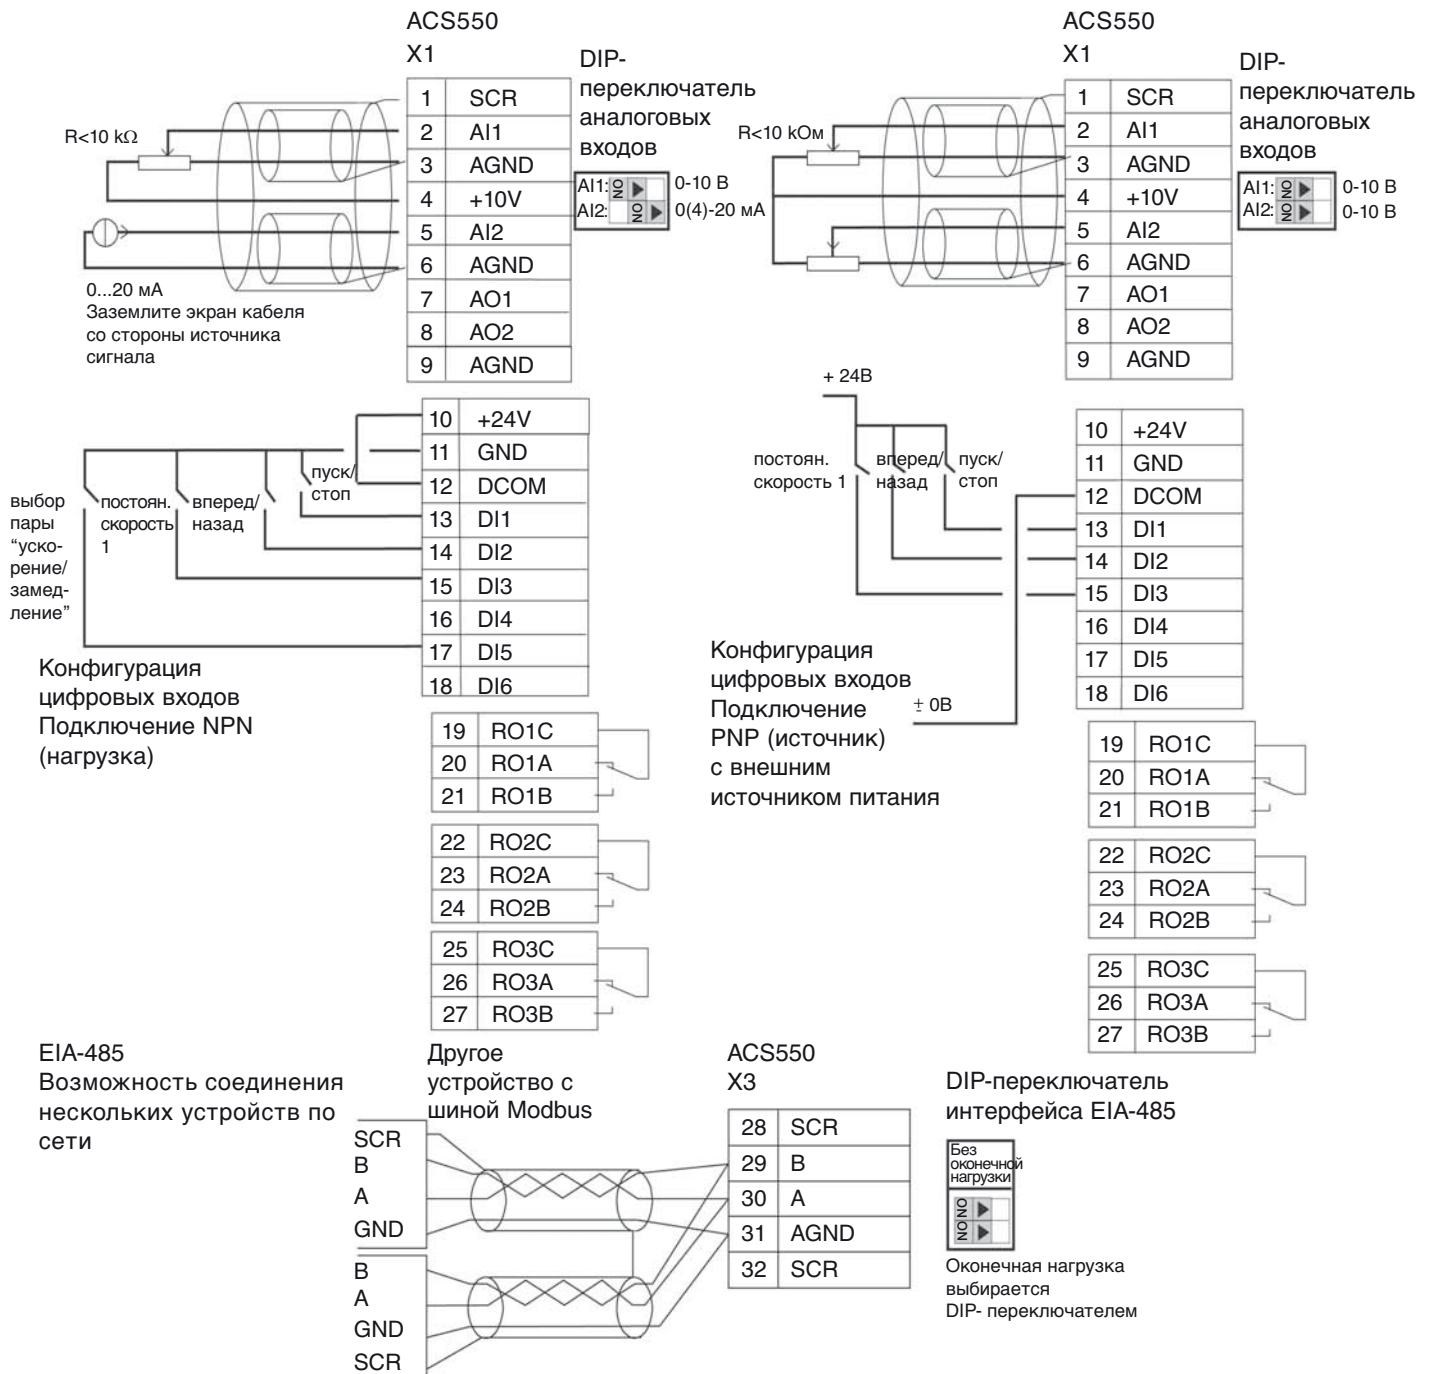 ACS550
X1
DIP-
переключатель
аналоговых
входов
R<10 kΩ
1 SCR
2 AI1
3 AGND
4 +10V
5 AI2
6 AGND
7 AO1
8 AO2
9 AGND
AI1: ON 0-10 В
AI2: ON 0(4)-20 мА
0...20 мА
Заземлите экран кабеля
со стороны источника
сигнала
10 +24V
11 GND
12 DCOM
13 DI1
14 DI2
15 DI3
16 DI4
17 DI5
18 DI6
пуск/
стоп
вперед/
назад
постоян.
скорость
1
выбор
пары
“уско-
рение/
замед-
ление”
Конфигурация
цифровых входов
Подключение NPN
(нагрузка)
19 RO1C
20 RO1A
21 RO1B
22 RO2C
23 RO2A
24 RO2B
25 RO3C
26 RO3A
27 RO3B
ACS550
X1
DIP-
переключатель
аналоговых
входов
R<10 кОм
1 SCR
2 AI1
3 AGND
4 +10V
5 AI2
6 AGND
7 AO1
8 AO2
9 AGND
AI1: ON 0-10 В
AI2: ON 0-10 В
+ 24В
постоян.
скорость 1
вперед/
назад
пуск/
стоп
10 +24V
11 GND
12 DCOM
13 DI1
14 DI2
15 DI3
16 DI4
17 DI5
18 DI6
Конфигурация
цифровых входов
Подключение
PNP (источник)
с внешним
источником питания
± 0В
19 RO1C
20 RO1A
21 RO1B
22 RO2C
23 RO2A
24 RO2B
25 RO3C
26 RO3A
27 RO3B
EIA-485
Возможность соединения
нескольких устройств по
сети
Другое
устройство с
шиной Modbus
SCR
B
A
GND
B
A
GND
SCR
ACS550
X3
28 SCR
29 B
30 A
31 AGND
32 SCR
DIP-переключатель
интерфейса EIA-485
Без
оконечной
нагрузки
ON
ON
Оконечная нагрузка
выбирается
DIP- переключателем